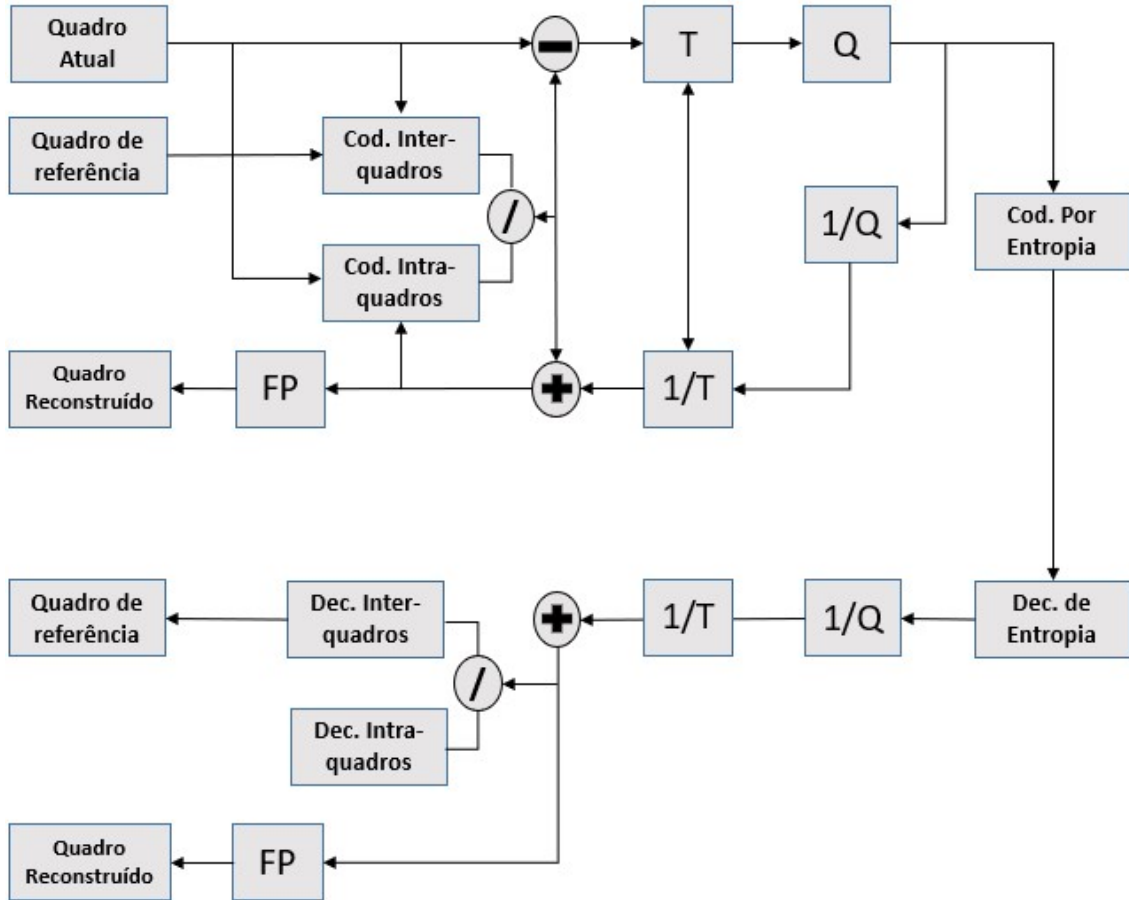 Quadro
Atual
−
T
Q
Quadro de
referência
Cod. Inter-
quadros
/
1/Q
Cod. Por
Entropia
Cod. Intra-
quadros
Quadro
Reconstruído
FP
+
1/T
Quadro de
referência
Dec. Inter-
quadros
+
1/T
1/Q
Dec. de
Entropia
/
Dec. Intra-
quadros
Quadro
Reconstruído
FP